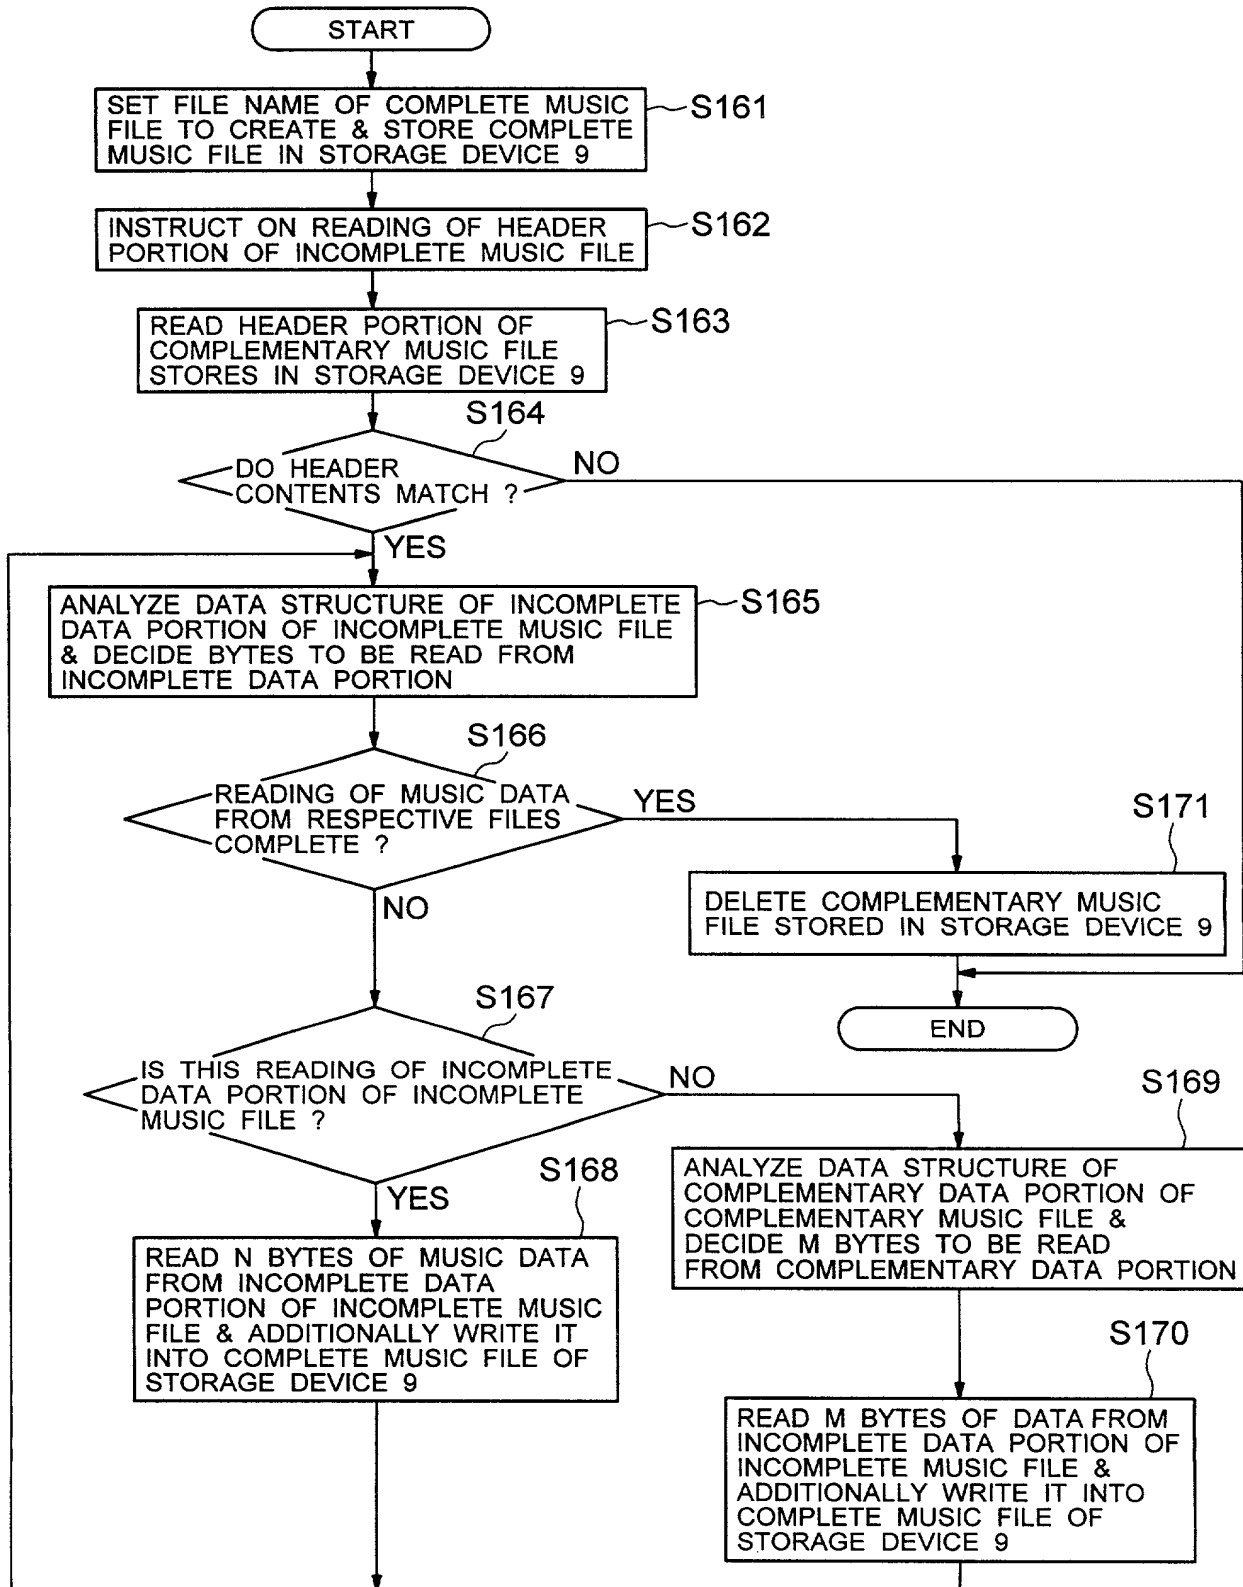 START
SET FILE NAME OF COMPLETE MUSIC
FILE TO CREATE & STORE COMPLETE
MUSIC FILE IN STORAGE DEVICE 9
S161
INSTRUCT ON READING OF HEADER
PORTION OF INCOMPLETE MUSIC FILE
S162
READ HEADER PORTION OF
COMPLEMENTARY MUSIC FILE
STORES IN STORAGE DEVICE 9
S163
S164
DO HEADER
CONTENTS MATCH ?
NO
YES
ANALYZE DATA STRUCTURE OF INCOMPLETE
DATA PORTION OF INCOMPLETE MUSIC FILE
& DECIDE BYTES TO BE READ FROM
INCOMPLETE DATA PORTION
S165
S166
READING OF MUSIC DATA
FROM RESPECTIVE FILES
COMPLETE ?
YES
NO
S171
DELETE COMPLEMENTARY MUSIC
FILE STORED IN STORAGE DEVICE 9
END
S167
IS THIS READING OF INCOMPLETE
DATA PORTION OF INCOMPLETE
MUSIC FILE ?
NO
YES
S168
READ N BYTES OF MUSIC DATA
FROM INCOMPLETE DATA
PORTION OF INCOMPLETE MUSIC
FILE & ADDITIONALLY WRITE IT
INTO COMPLETE MUSIC FILE OF
STORAGE DEVICE 9
S169
ANALYZE DATA STRUCTURE OF
COMPLEMENTARY DATA PORTION OF
COMPLEMENTARY MUSIC FILE &
DECIDE M BYTES TO BE READ
FROM COMPLEMENTARY DATA PORTION
S170
READ M BYTES OF DATA FROM
INCOMPLETE DATA PORTION OF
INCOMPLETE MUSIC FILE &
ADDITIONALLY WRITE IT INTO
COMPLETE MUSIC FILE OF
STORAGE DEVICE 9